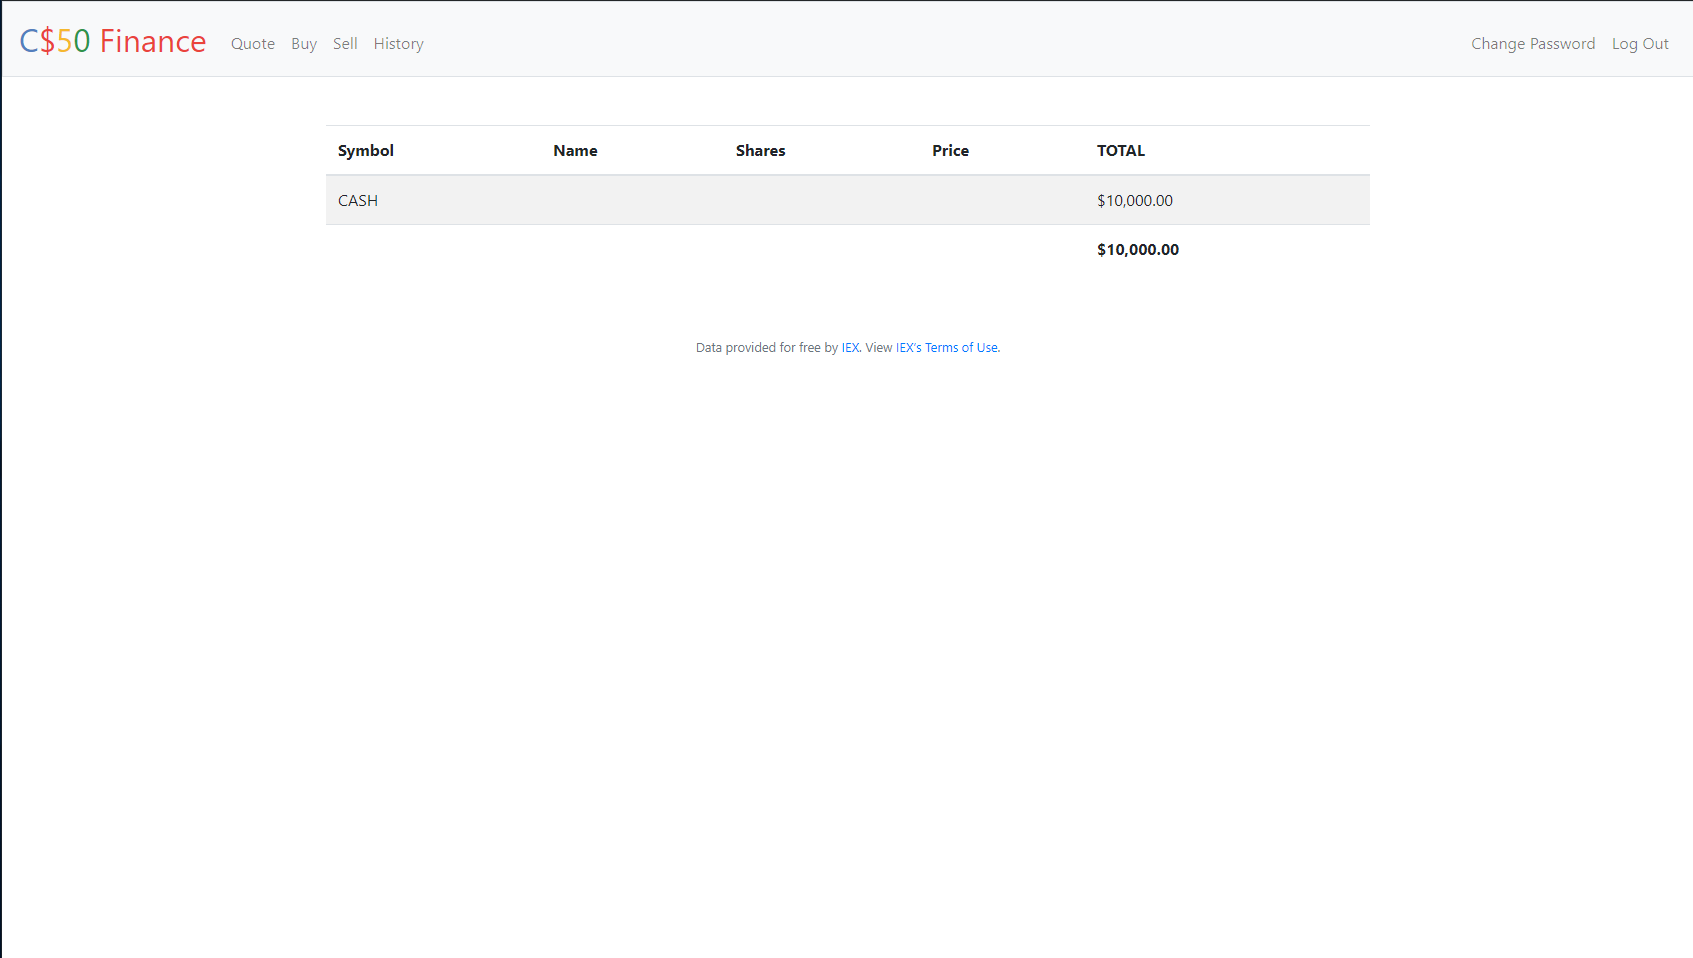 C$50 Finance Quote Buy Sell History Change Password Log Out
Symbol Name Shares Price TOTAL
CASH $10,000.00
$10,000.00
Data provided for free by IEX. View IEX's Terms of Use.